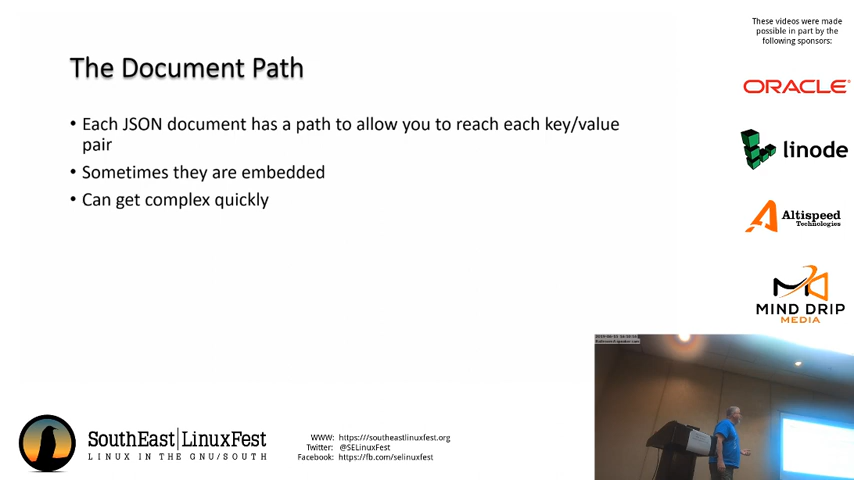 These videos were made
possible in part by the
following sponsors:
The Document Path
ORACLE
• Each JSON document has a path to allow you to reach each key/value
pair
• Sometimes they are embedded
• Can get complex quickly
linode
Altispeed
Technologies
MIND DRIP
MEDIA
SouthEast|LinuxFest
LINUX IN THE GNU/SOUTH
WWW: https:///southeastlinuxfest.org
Twitter: @SELinuxFest
Facebook: https://fb.com/selinuxfest